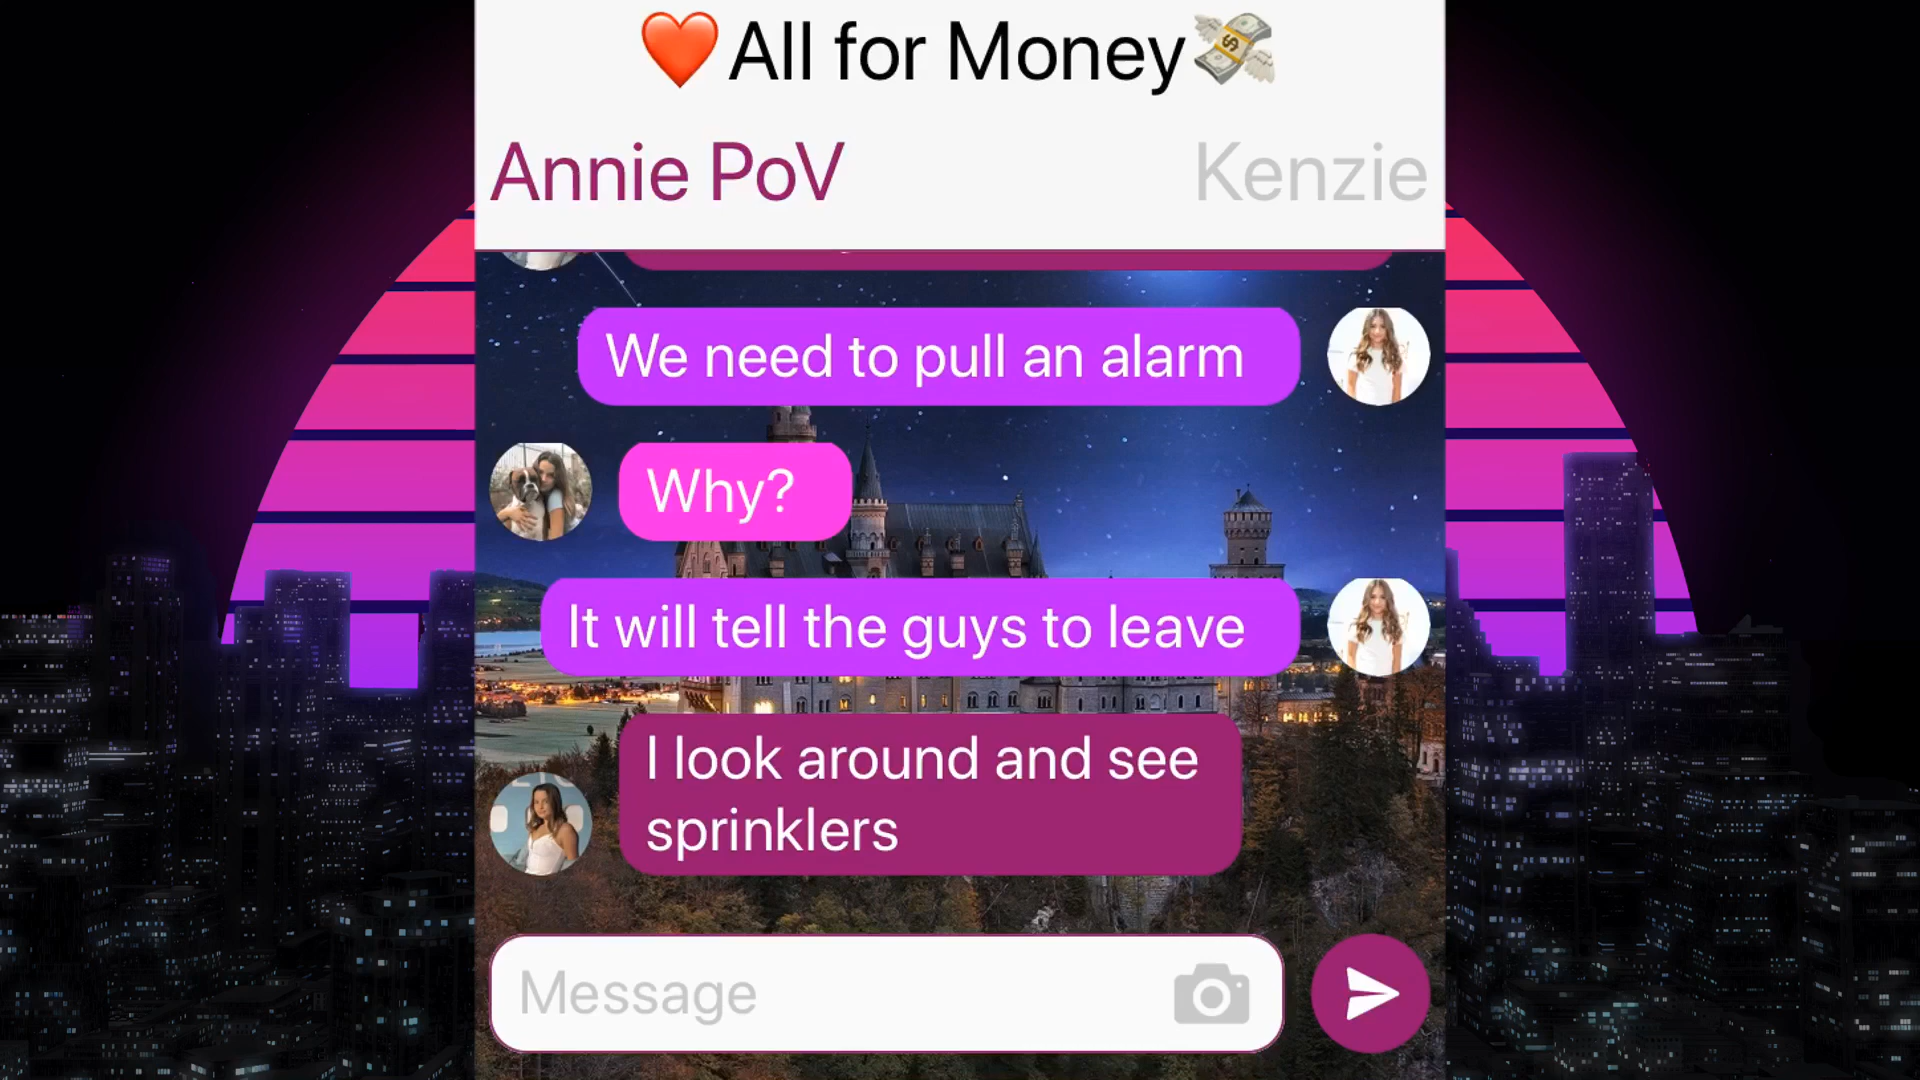 ❤️All for Money💸
Annie PoV
Kenzie
We need to pull an alarm
Why?
It will tell the guys to leave
I look around and see
sprinklers
Message